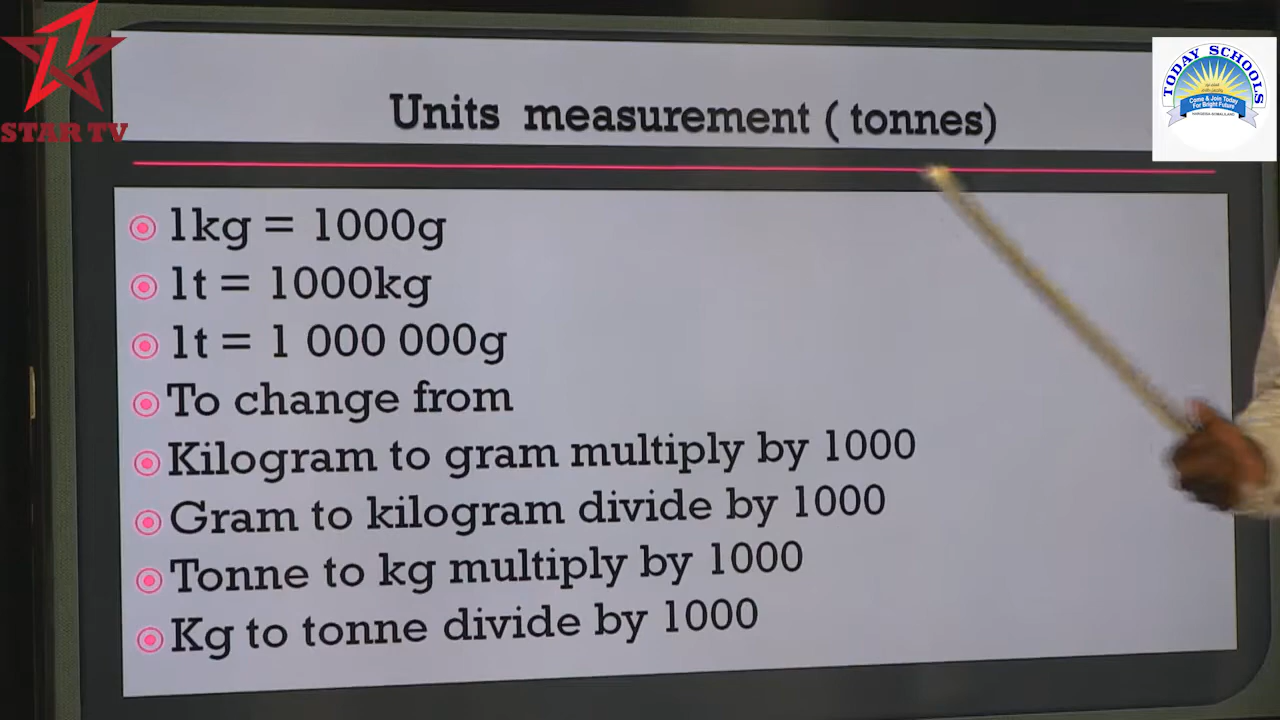 STAR TV
TODAY SCHOOLS
Come & Join Today
For Bright Future
HARGEISA-SOMALILAND
Units measurement ( tonnes)
1kg = 1000g
1t = 1000kg
1t = 1 000 000g
To change from
Kilogram to gram multiply by 1000
Gram to kilogram divide by 1000
Tonne to kg multiply by 1000
Kg to tonne divide by 1000